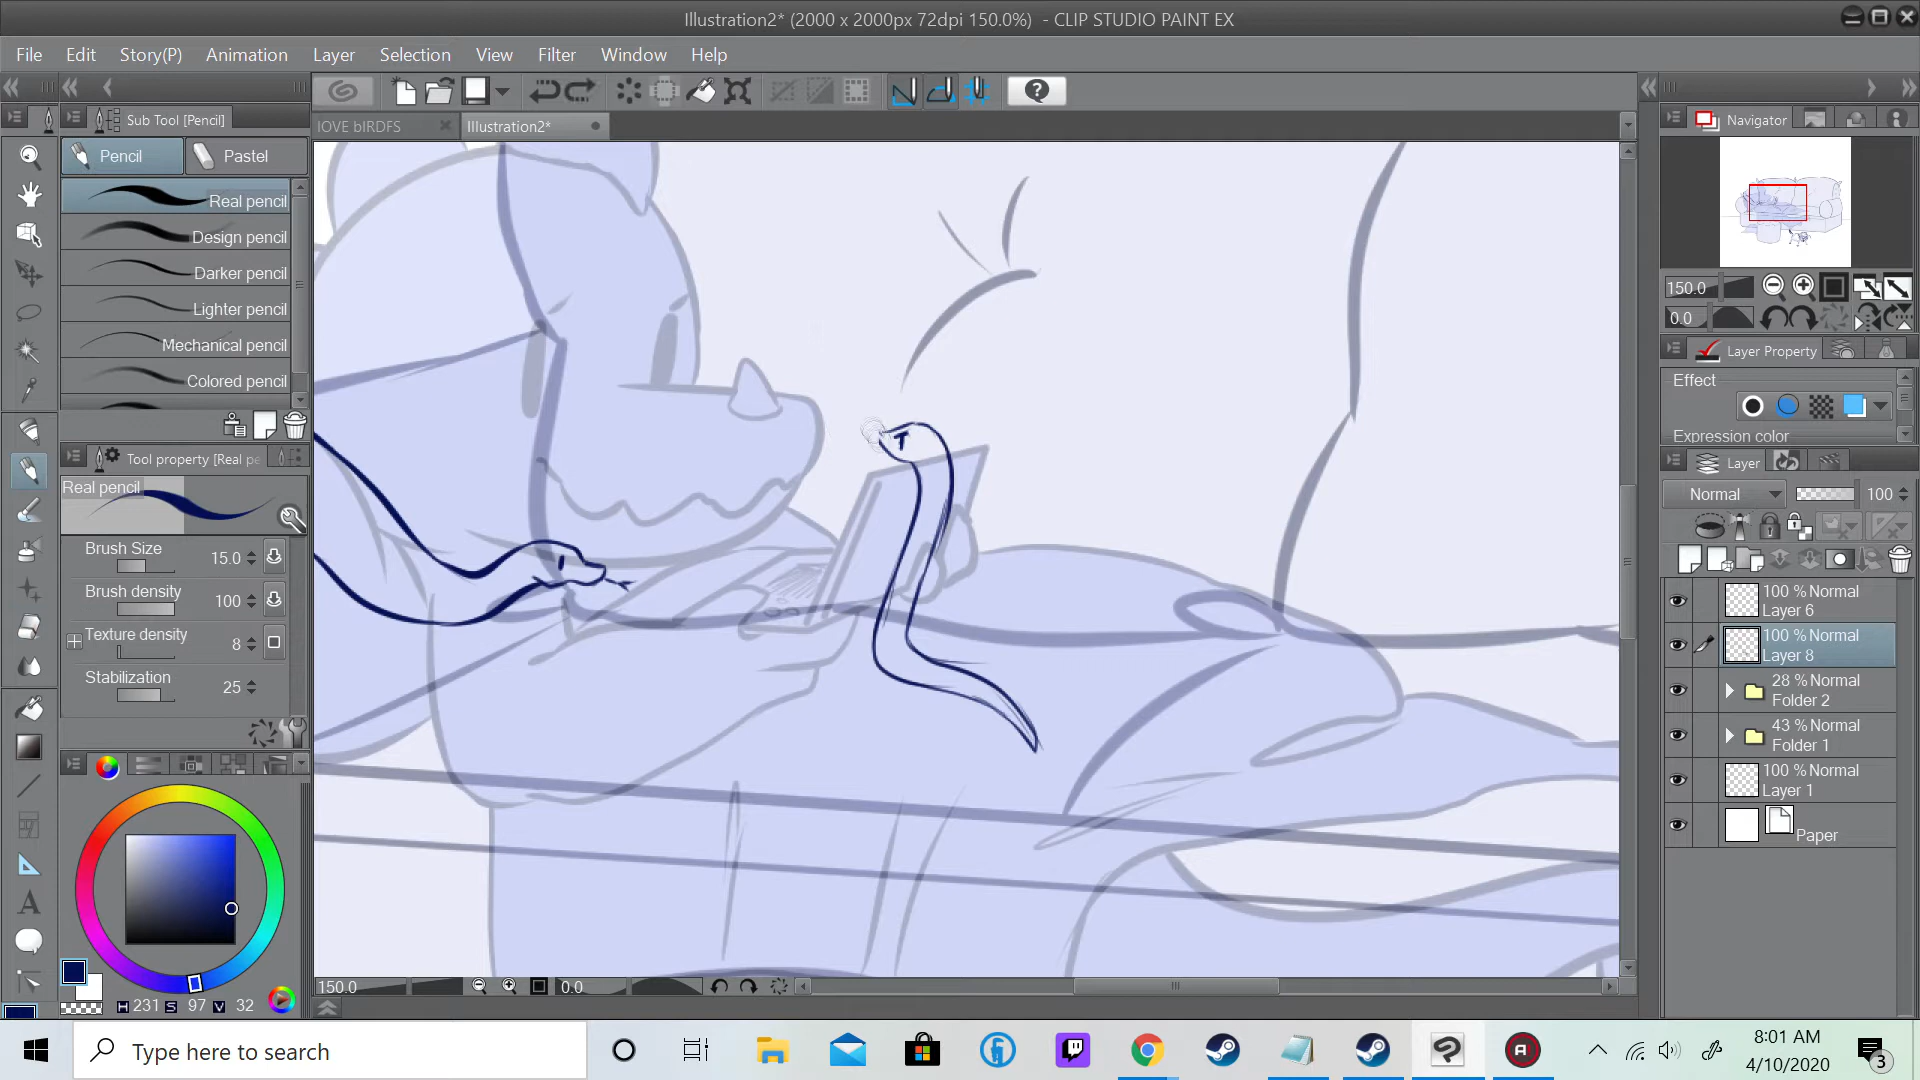 Illustration2* (2000 x 2000px 72dpi 150.0%) - CLIP STUDIO PAINT EX
File Edit Story(P) Animation Layer Selection View Filter Window Help
Sub Tool [Pencil]
Pencil Pastel
Real pencil
Design pencil
Darker pencil
Lighter pencil
Mechanical pencil
Colored pencil
Tool property [Real pe
Real pencil
Brush Size 15.0
Brush density 100
Texture density 8
Stabilization 25
H 231 S 97 V 32
IOVE bIRDFS Illustration2*
150.0 0.0
Navigator
150.0
0.0
Layer Property
Effect
Expression color
Layer
Normal 100
100 % Normal
Layer 6
100 % Normal
Layer 8
28 % Normal
Folder 2
43 % Normal
Folder 1
100 % Normal
Layer 1
Paper
Type here to search
8:01 AM
4/10/2020
3